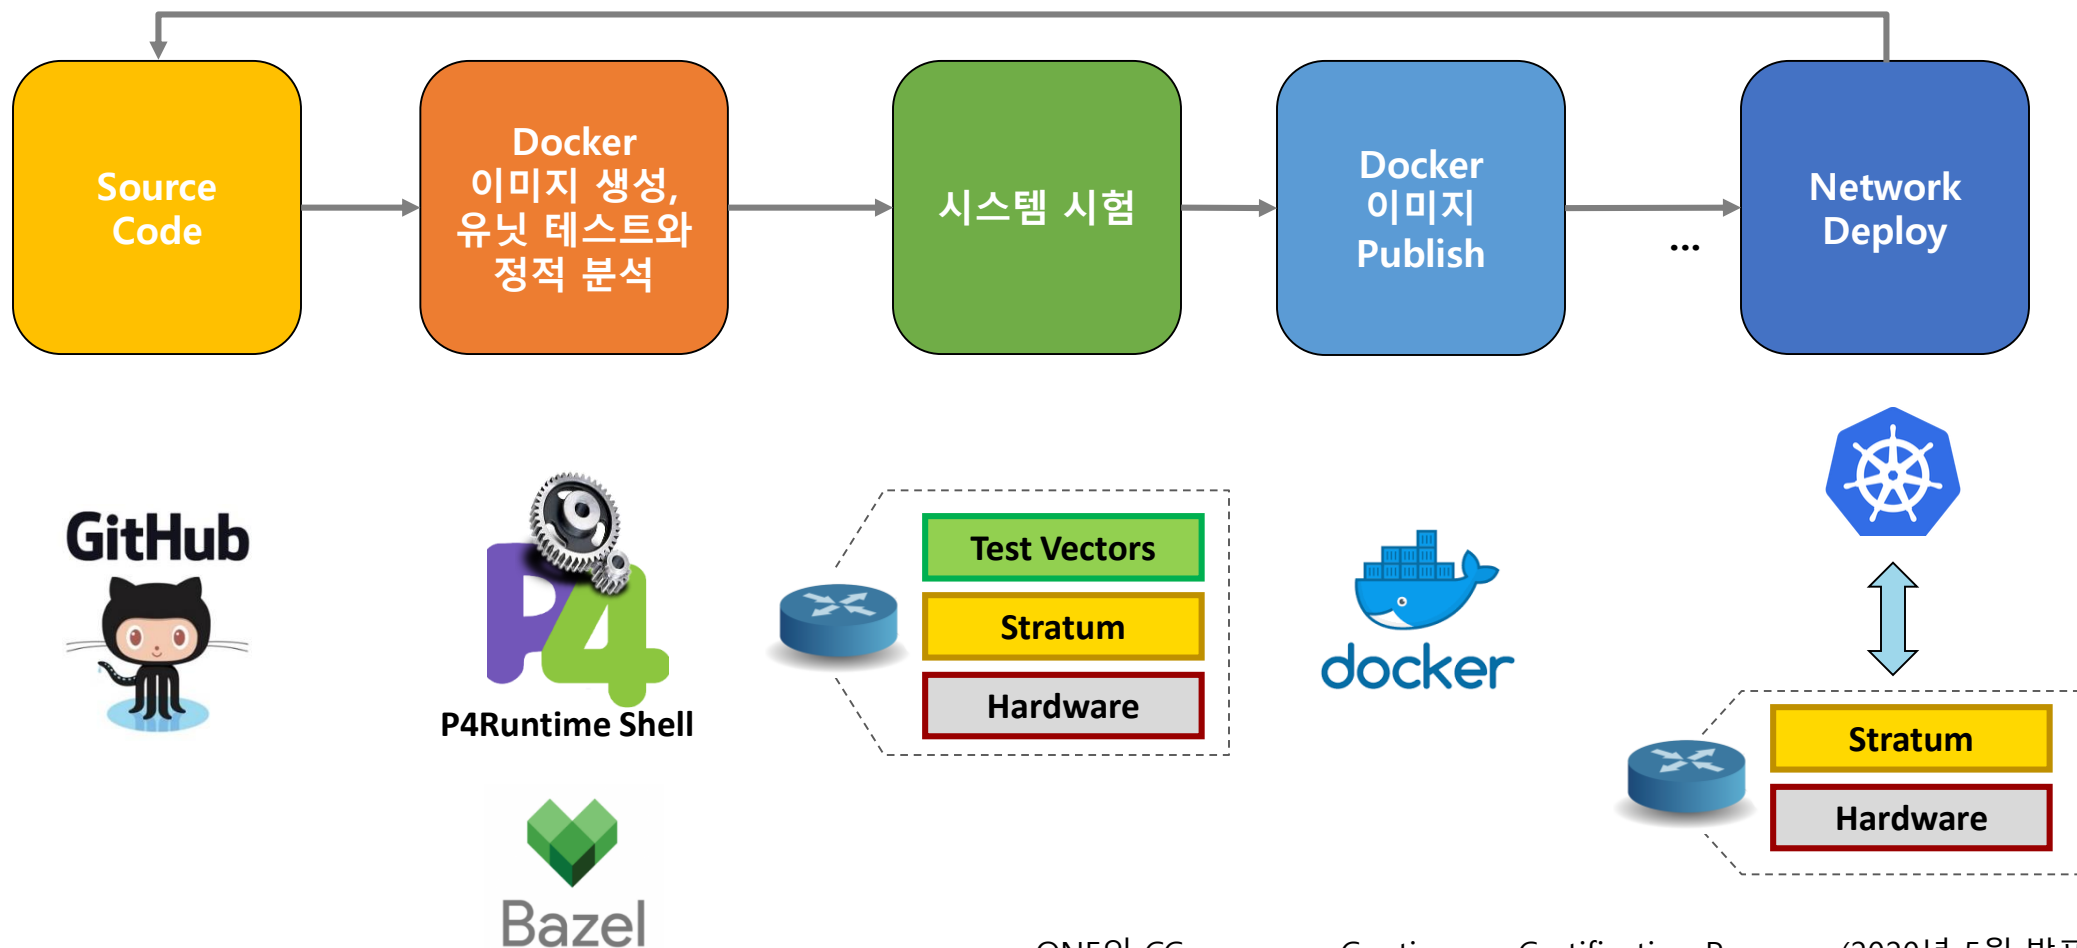 Source
Code
Docker
이미지 생성,
유닛 테스트와
정적 분석
시스템 시험
Docker
이미지
Publish
...
Network
Deploy
GitHub
P4
P4Runtime Shell
Bazel
Test Vectors
Stratum
Hardware
docker
Stratum
Hardware